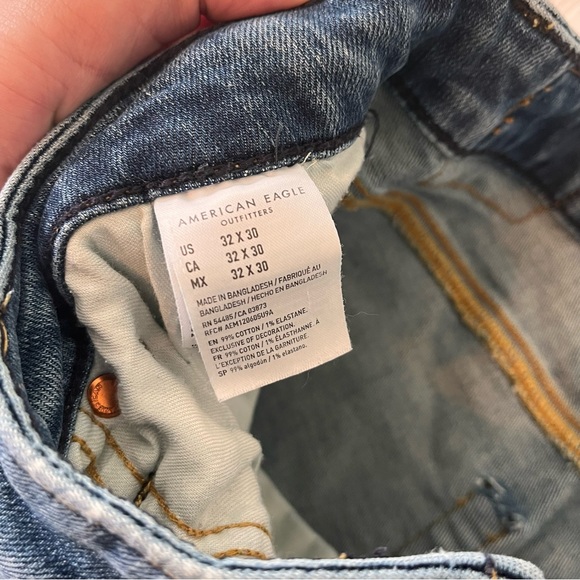 AMERICAN EAGLE
OUTFITTERS
US 32 X 30
CA 32 X 30
MX 32 X 30
MADE IN BANGLADESH / FABRIQUÉ AU
BANGLADESH / HECHO EN BANGLADESH
RN 54485/ CA 03873
RFC# AEM120405U9A
EN 99% COTTON / 1% ELASTANE.
EXCLUSIVE OF DECORATION.
FR 99% COTON / 1% ÉLASTHANNE À
L'EXCEPTION DE LA GARNITURE.
SP 99% algodón / 1% elastano.